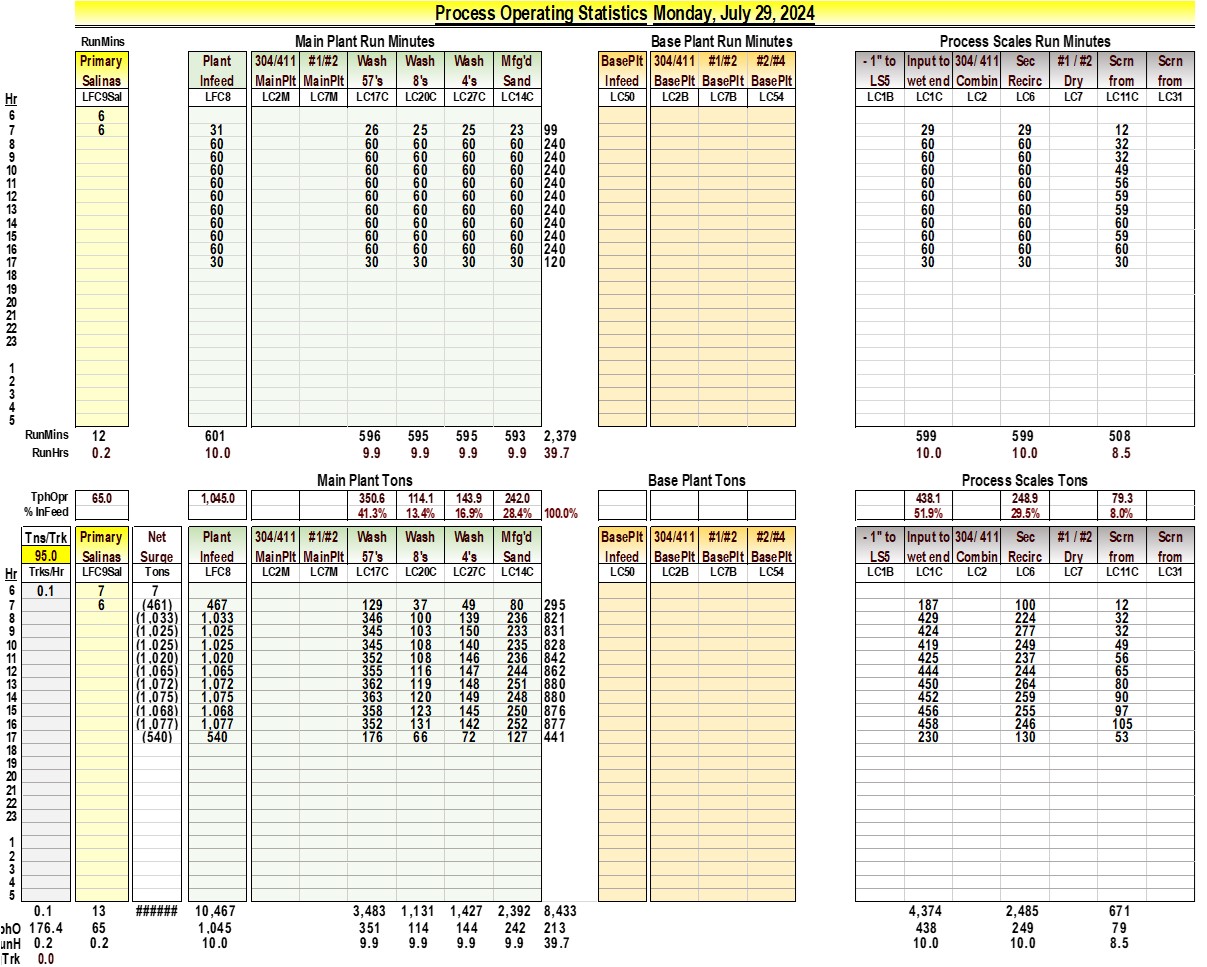 Process Operating Statistics Monday, July 29, 2024
RunMins Main Plant Run Minutes Base Plant Run Minutes Process Scales Run Minutes
Primary Plant 304/411 #1/#2 Wash Wash Wash Mfg'd BasePlt 304/ 411 #1/#2 #2/#4 - 1" to Input to 304/ 411 Sec #1 / #2 Scrn Scrn
Salinas Infeed MainPlt MainPlt 57's 8's 4's Sand Infeed BasePlt BasePlt BasePlt LS5 wet end Combin Recirc Dry from from
Hr LFC9Sal LFC8 LC2M LC7M LC17C LC20C LC27C LC14C LC50 LC2B LC7B LC54 LC1B LC1C LC2 LC6 LC7 LC11C LC31
6 6
7 6 31 26 25 25 23 99 29 29 12
8 60 60 60 60 60 240 60 60 32
9 60 60 60 60 60 240 60 60 32
10 60 60 60 60 60 240 60 60 49
11 60 60 60 60 60 240 60 60 56
12 60 60 60 60 60 240 60 60 59
13 60 60 60 60 60 240 60 60 59
14 60 60 60 60 60 240 60 60 60
15 60 60 60 60 60 240 60 60 59
16 60 60 60 60 60 240 60 60 60
17 30 30 30 30 30 120 30 30 30
18
19
20
21
22
23
1
2
3
4
5
RunMins 12 601 596 595 595 593 2,379 599 599 508
RunHrs 0.2 10.0 9.9 9.9 9.9 9.9 39.7 10.0 10.0 8.5
Main Plant Tons Base Plant Tons Process Scales Tons
TphOpr 65.0 1,045.0 350.6 114.1 143.9 242.0 438.1 248.9 79.3
% InFeed 41.3% 13.4% 16.9% 28.4% 100.0% 51.9% 29.5% 8.0%
Tns/Trk Primary Net Plant 304/411 #1/#2 Wash Wash Wash Mfg'd BasePlt 304/ 411 #1/#2 #2/#4 - 1" to Input to 304/ 411 Sec #1 / #2 Scrn Scrn
95.0 Salinas Surge Infeed MainPlt MainPlt 57's 8's 4's Sand Infeed BasePlt BasePlt BasePlt LS5 wet end Combin Recirc Dry from from
Hr Trks/Hr LFC9Sal Tons LFC8 LC2M LC7M LC17C LC20C LC27C LC14C LC50 LC2B LC7B LC54 LC1B LC1C LC2 LC6 LC7 LC11C LC31
6 0.1 7 7
7 6 (461) 467 129 37 49 80 295 187 100 12
8 (1,033) 1,033 346 100 139 236 821 429 224 32
9 (1,025) 1,025 345 103 150 233 831 424 277 32
10 (1,025) 1,025 345 108 140 235 828 419 249 49
11 (1,020) 1,020 352 108 146 236 842 425 237 56
12 (1,065) 1,065 355 116 147 244 862 444 244 65
13 (1,072) 1,072 362 119 148 251 880 450 264 80
14 (1,075) 1,075 363 120 149 248 880 452 259 90
15 (1,068) 1,068 358 123 145 250 876 456 255 97
16 (1,077) 1,077 352 131 142 252 877 458 246 105
17 (540) 540 176 66 72 127 441 230 130 53
18
19
20
21
22
23
1
2
3
4
5
0.1 13 ###### 10,467 3,483 1,131 1,427 2,392 8,433 4,374 2,485 671
phO 176.4 65 1,045 351 114 144 242 213 438 249 79
unH 0.2 0.2 10.0 9.9 9.9 9.9 9.9 39.7 10.0 10.0 8.5
Trk 0.0